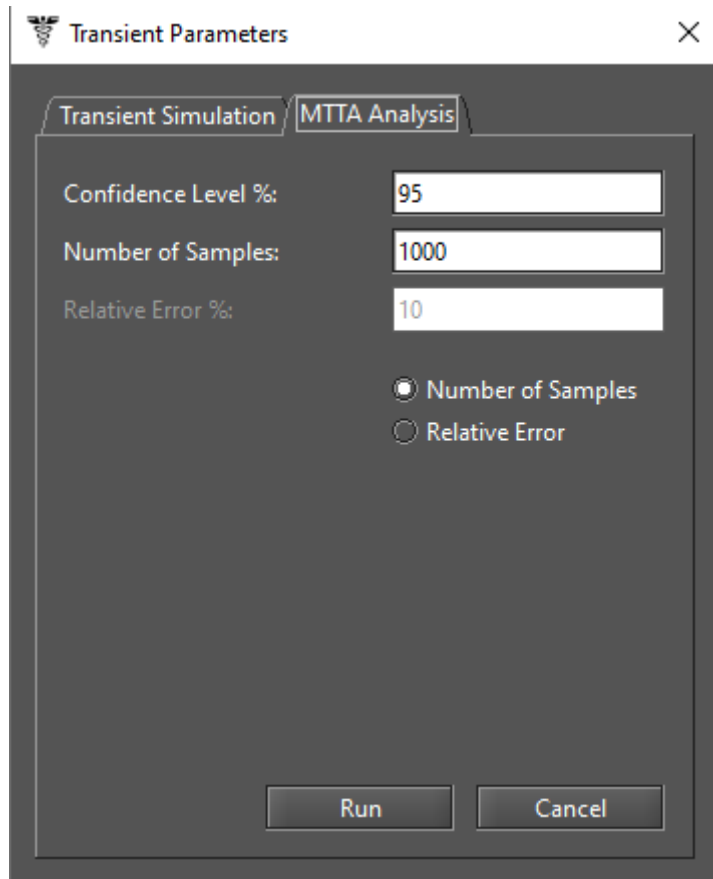 Transient Parameters
Transient Simulation MTTA Analysis
Confidence Level %: 95
Number of Samples: 1000
Relative Error %: 10
Number of Samples
Relative Error
Run Cancel